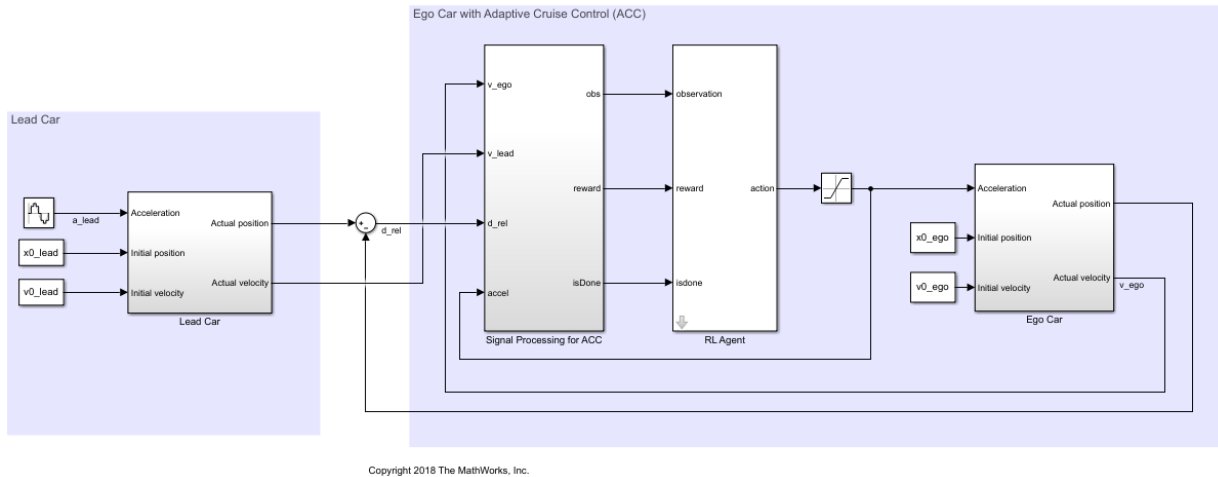 Ego Car with Adaptive Cruise Control (ACC)
Lead Car
a_lead
x0_lead
v0_lead
Acceleration
Initial position
Initial velocity
Actual position
Actual velocity
Lead Car
d_rel
v_ego
v_lead
d_rel
accel
obs
reward
isDone
Signal Processing for ACC
observation
reward
isdone
action
RL Agent
x0_ego
v0_ego
Acceleration
Initial position
Initial velocity
Actual position
Actual velocity
v_ego
Ego Car
Copyright 2018 The MathWorks, Inc.